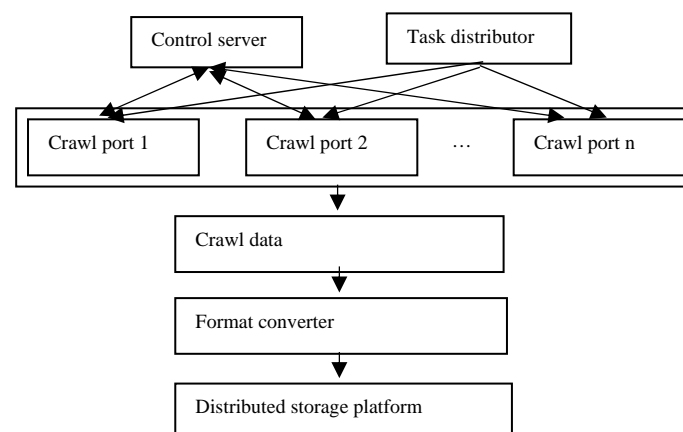 Control server
Task distributor
Crawl port 1
Crawl port 2
…
Crawl port n
Crawl data
Format converter
Distributed storage platform